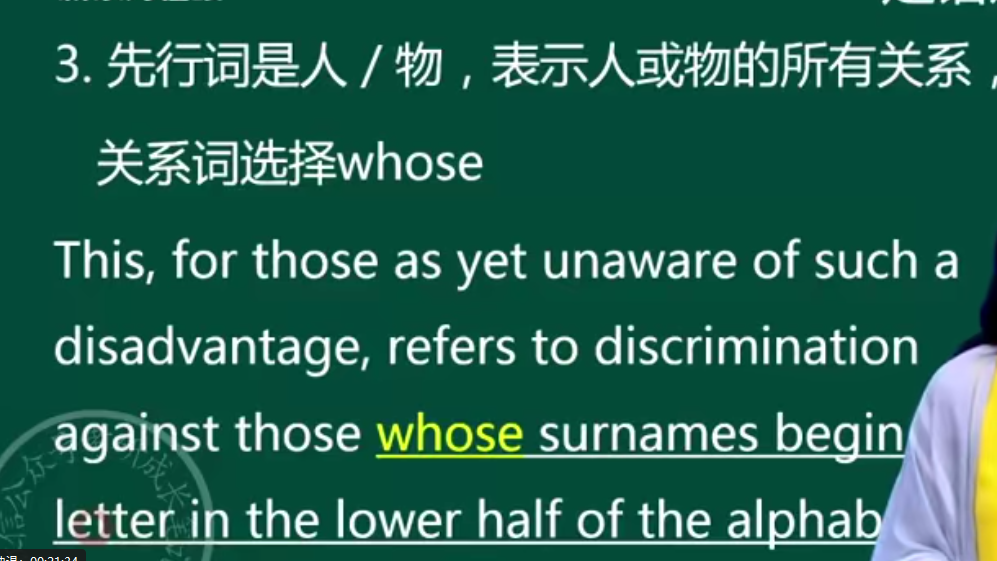 3. 先行词是人 / 物，表示人或物的所有关系，
关系词选择whose
This, for those as yet unaware of such a
disadvantage, refers to discrimination
against those whose surnames begin
letter in the lower half of the alphab